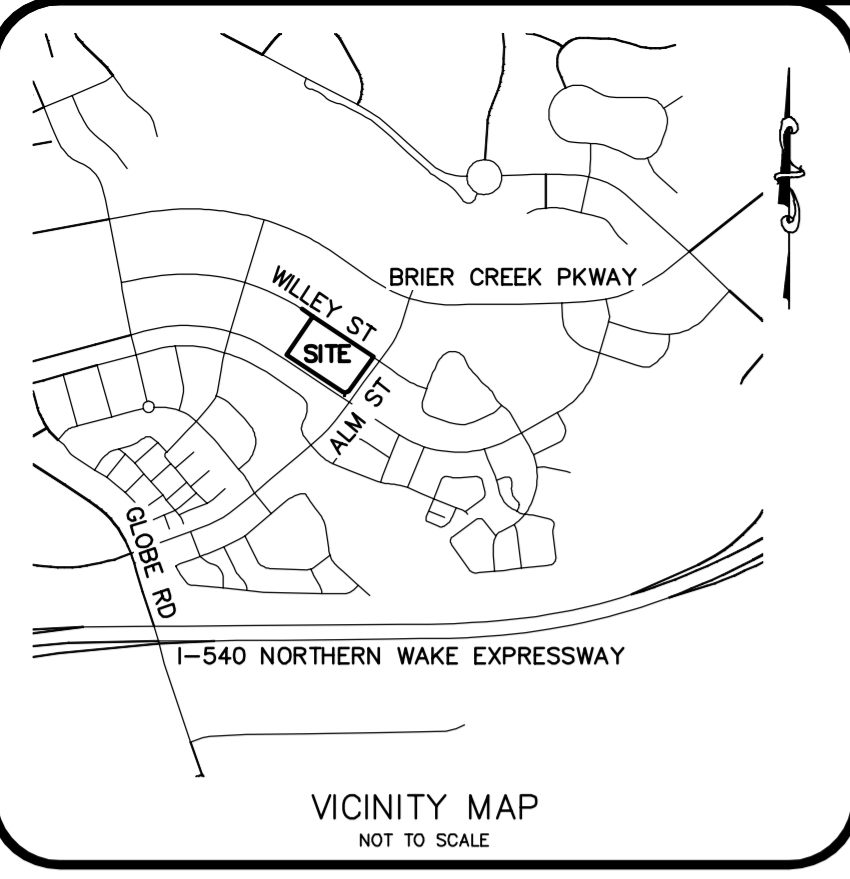 BRIER CREEK PKWAY
WILLEY ST
SITE
ALM ST
GLOBE RD
I-540 NORTHERN WAKE EXPRESSWAY
VICINITY MAP
NOT TO SCALE